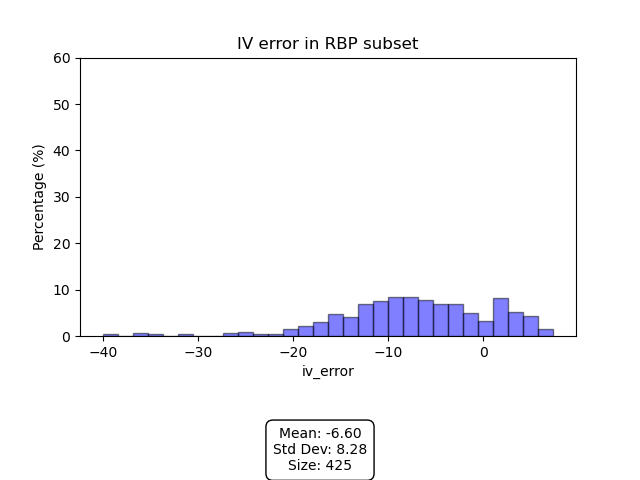 IV error in RBP subset
60
50
40
30
20
10
0
Percentage (%)
−40
−30
−20
−10
0
iv_error
Mean: -6.60
Std Dev: 8.28
Size: 425